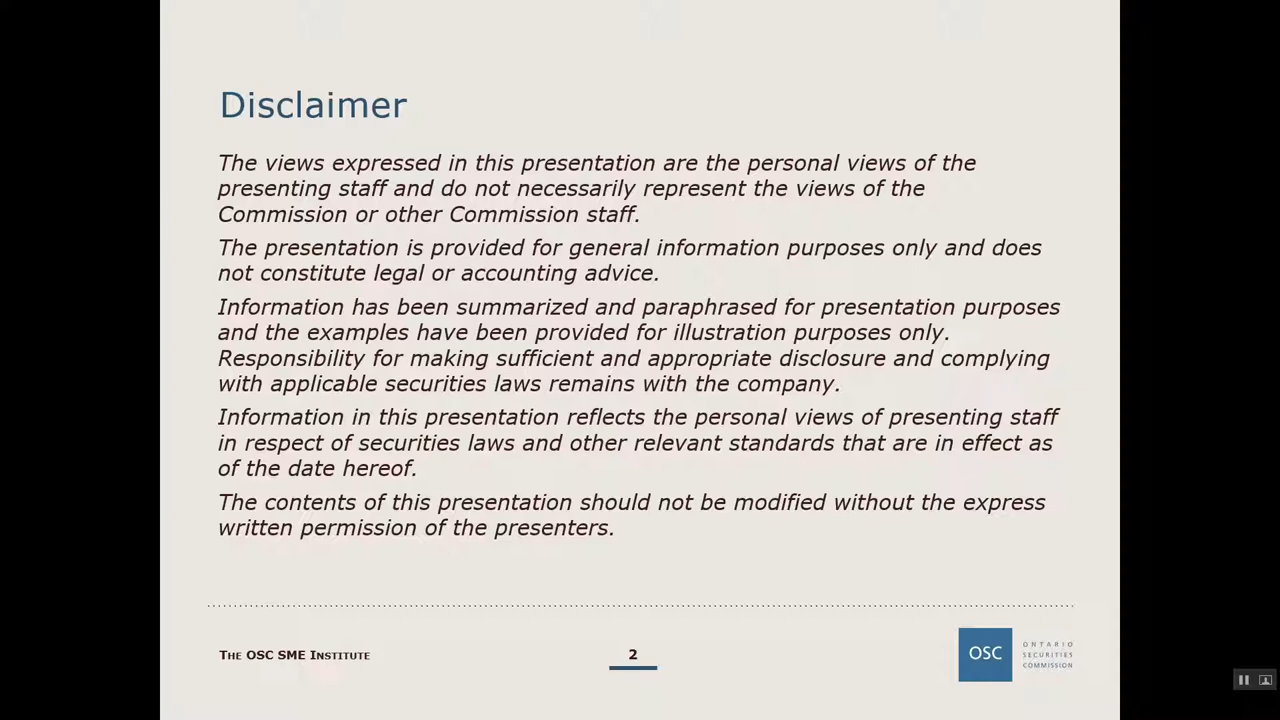 Disclaimer
The views expressed in this presentation are the personal views of the
presenting staff and do not necessarily represent the views of the
Commission or other Commission staff.
The presentation is provided for general information purposes only and does
not constitute legal or accounting advice.
Information has been summarized and paraphrased for presentation purposes
and the examples have been provided for illustration purposes only.
Responsibility for making sufficient and appropriate disclosure and complying
with applicable securities laws remains with the company.
Information in this presentation reflects the personal views of presenting staff
in respect of securities laws and other relevant standards that are in effect as
of the date hereof.
The contents of this presentation should not be modified without the express
written permission of the presenters.
THE OSC SME INSTITUTE
2
OSC
ONTARIO
SECURITIES
COMMISSION